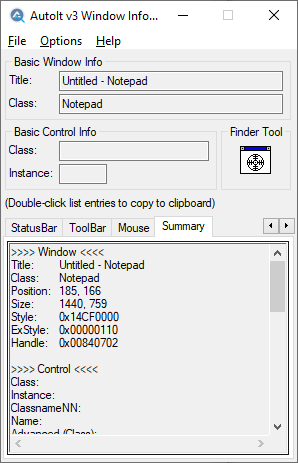 AutoIt v3 Window Info...
File Options Help
Basic Window Info
Title: Untitled - Notepad
Class: Notepad
Basic Control Info
Class:
Instance:
Finder Tool
(Double-click list entries to copy to clipboard)
StatusBar ToolBar Mouse Summary
>>>> Window <<<<
Title: Untitled - Notepad
Class: Notepad
Position: 185, 166
Size: 1440, 759
Style: 0x14CF0000
ExStyle: 0x00000110
Handle: 0x00840702
>>>> Control <<<<
Class:
Instance:
ClassnameNN:
Name:
Advanced (Class):